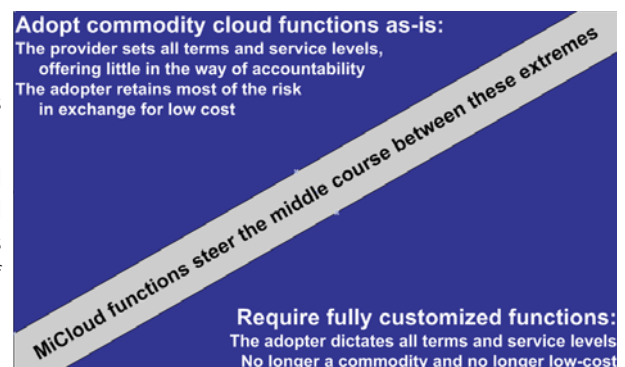 Adopt commodity cloud functions as-is:
The provider sets all terms and service levels,
offering little in the way of accountability
The adopter retains most of the risk
in exchange for low cost
MiCloud functions steer the middle course between these extremes
Require fully customized functions:
The adopter dictates all terms and service levels
No longer a commodity and no longer low-cost